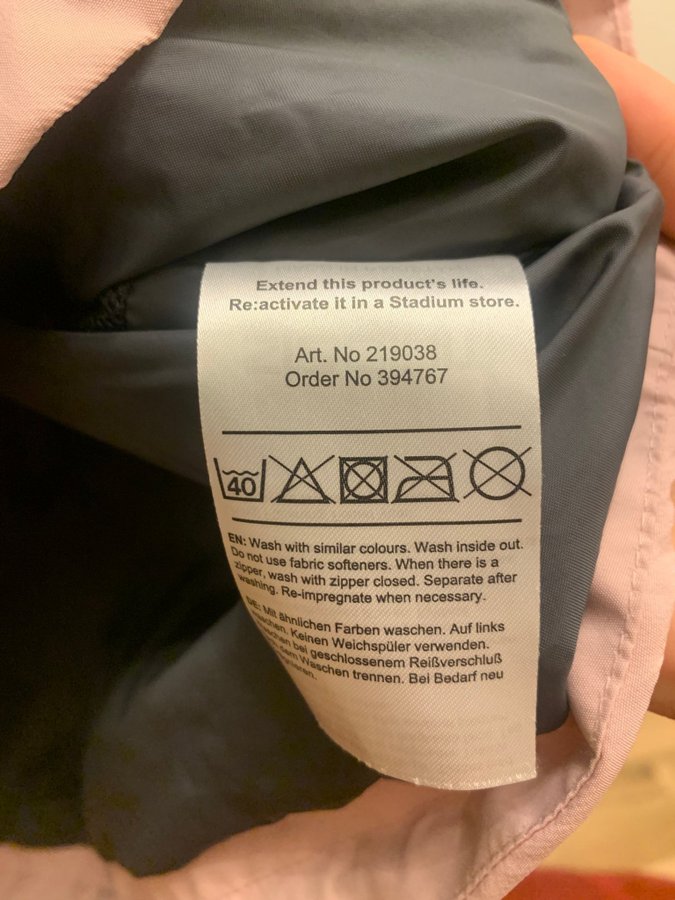 Extend this product's life.
Re:activate it in a Stadium store.
Art. No 219038
Order No 394767
40
EN: Wash with similar colours. Wash inside out.
Do not use fabric softeners. When there is a
zipper, wash with zipper closed. Separate after
washing. Re-impregnate when necessary.
DE: Mit ähnlichen Farben waschen. Auf links
Keinen Weichspüler verwenden.
bei geschlossenem Reißverschluß
dem Waschen trennen. Bei Bedarf neu